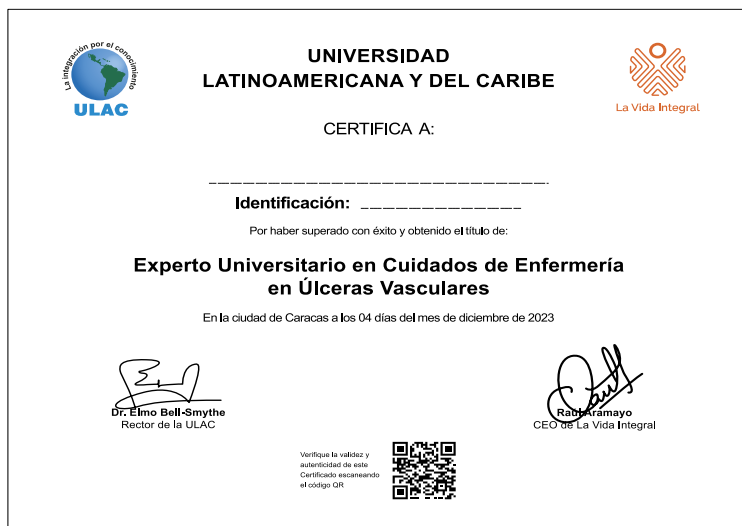 La integración por el conocimiento
ULAC
UNIVERSIDAD
LATINOAMERICANA Y DEL CARIBE
La Vida Integral
CERTIFICA A:
Identificación:
Por haber superado con éxito y obtenido el título de:
Experto Universitario en Cuidados de Enfermería
en Úlceras Vasculares
En la ciudad de Caracas a los 04 días del mes de diciembre de 2023
Dr. Elmo Bell-Smythe
Rector de la ULAC
Raúl Aramayo
CEO de La Vida Integral
Verifique la validez y
autenticidad de este
Certificado escaneando
el código QR